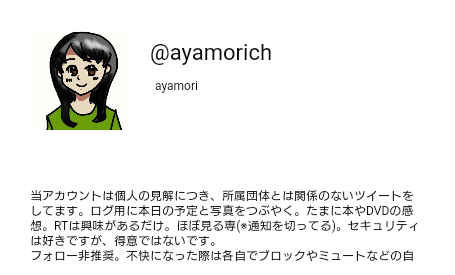 @ayamorich
ayamori
当アカウントは個人の見解につき、所属団体とは関係のないツイートを
してます。ログ用に本日の予定と写真をつぶやく。たまに本やDVDの感
想。RTは興味があるだけ。ほぼ見る専(※通知を切ってる)。セキュリティ
は好きですが、得意ではないです。
フォロー非推奨。不快になった際は各自でブロックやミュートなどの自